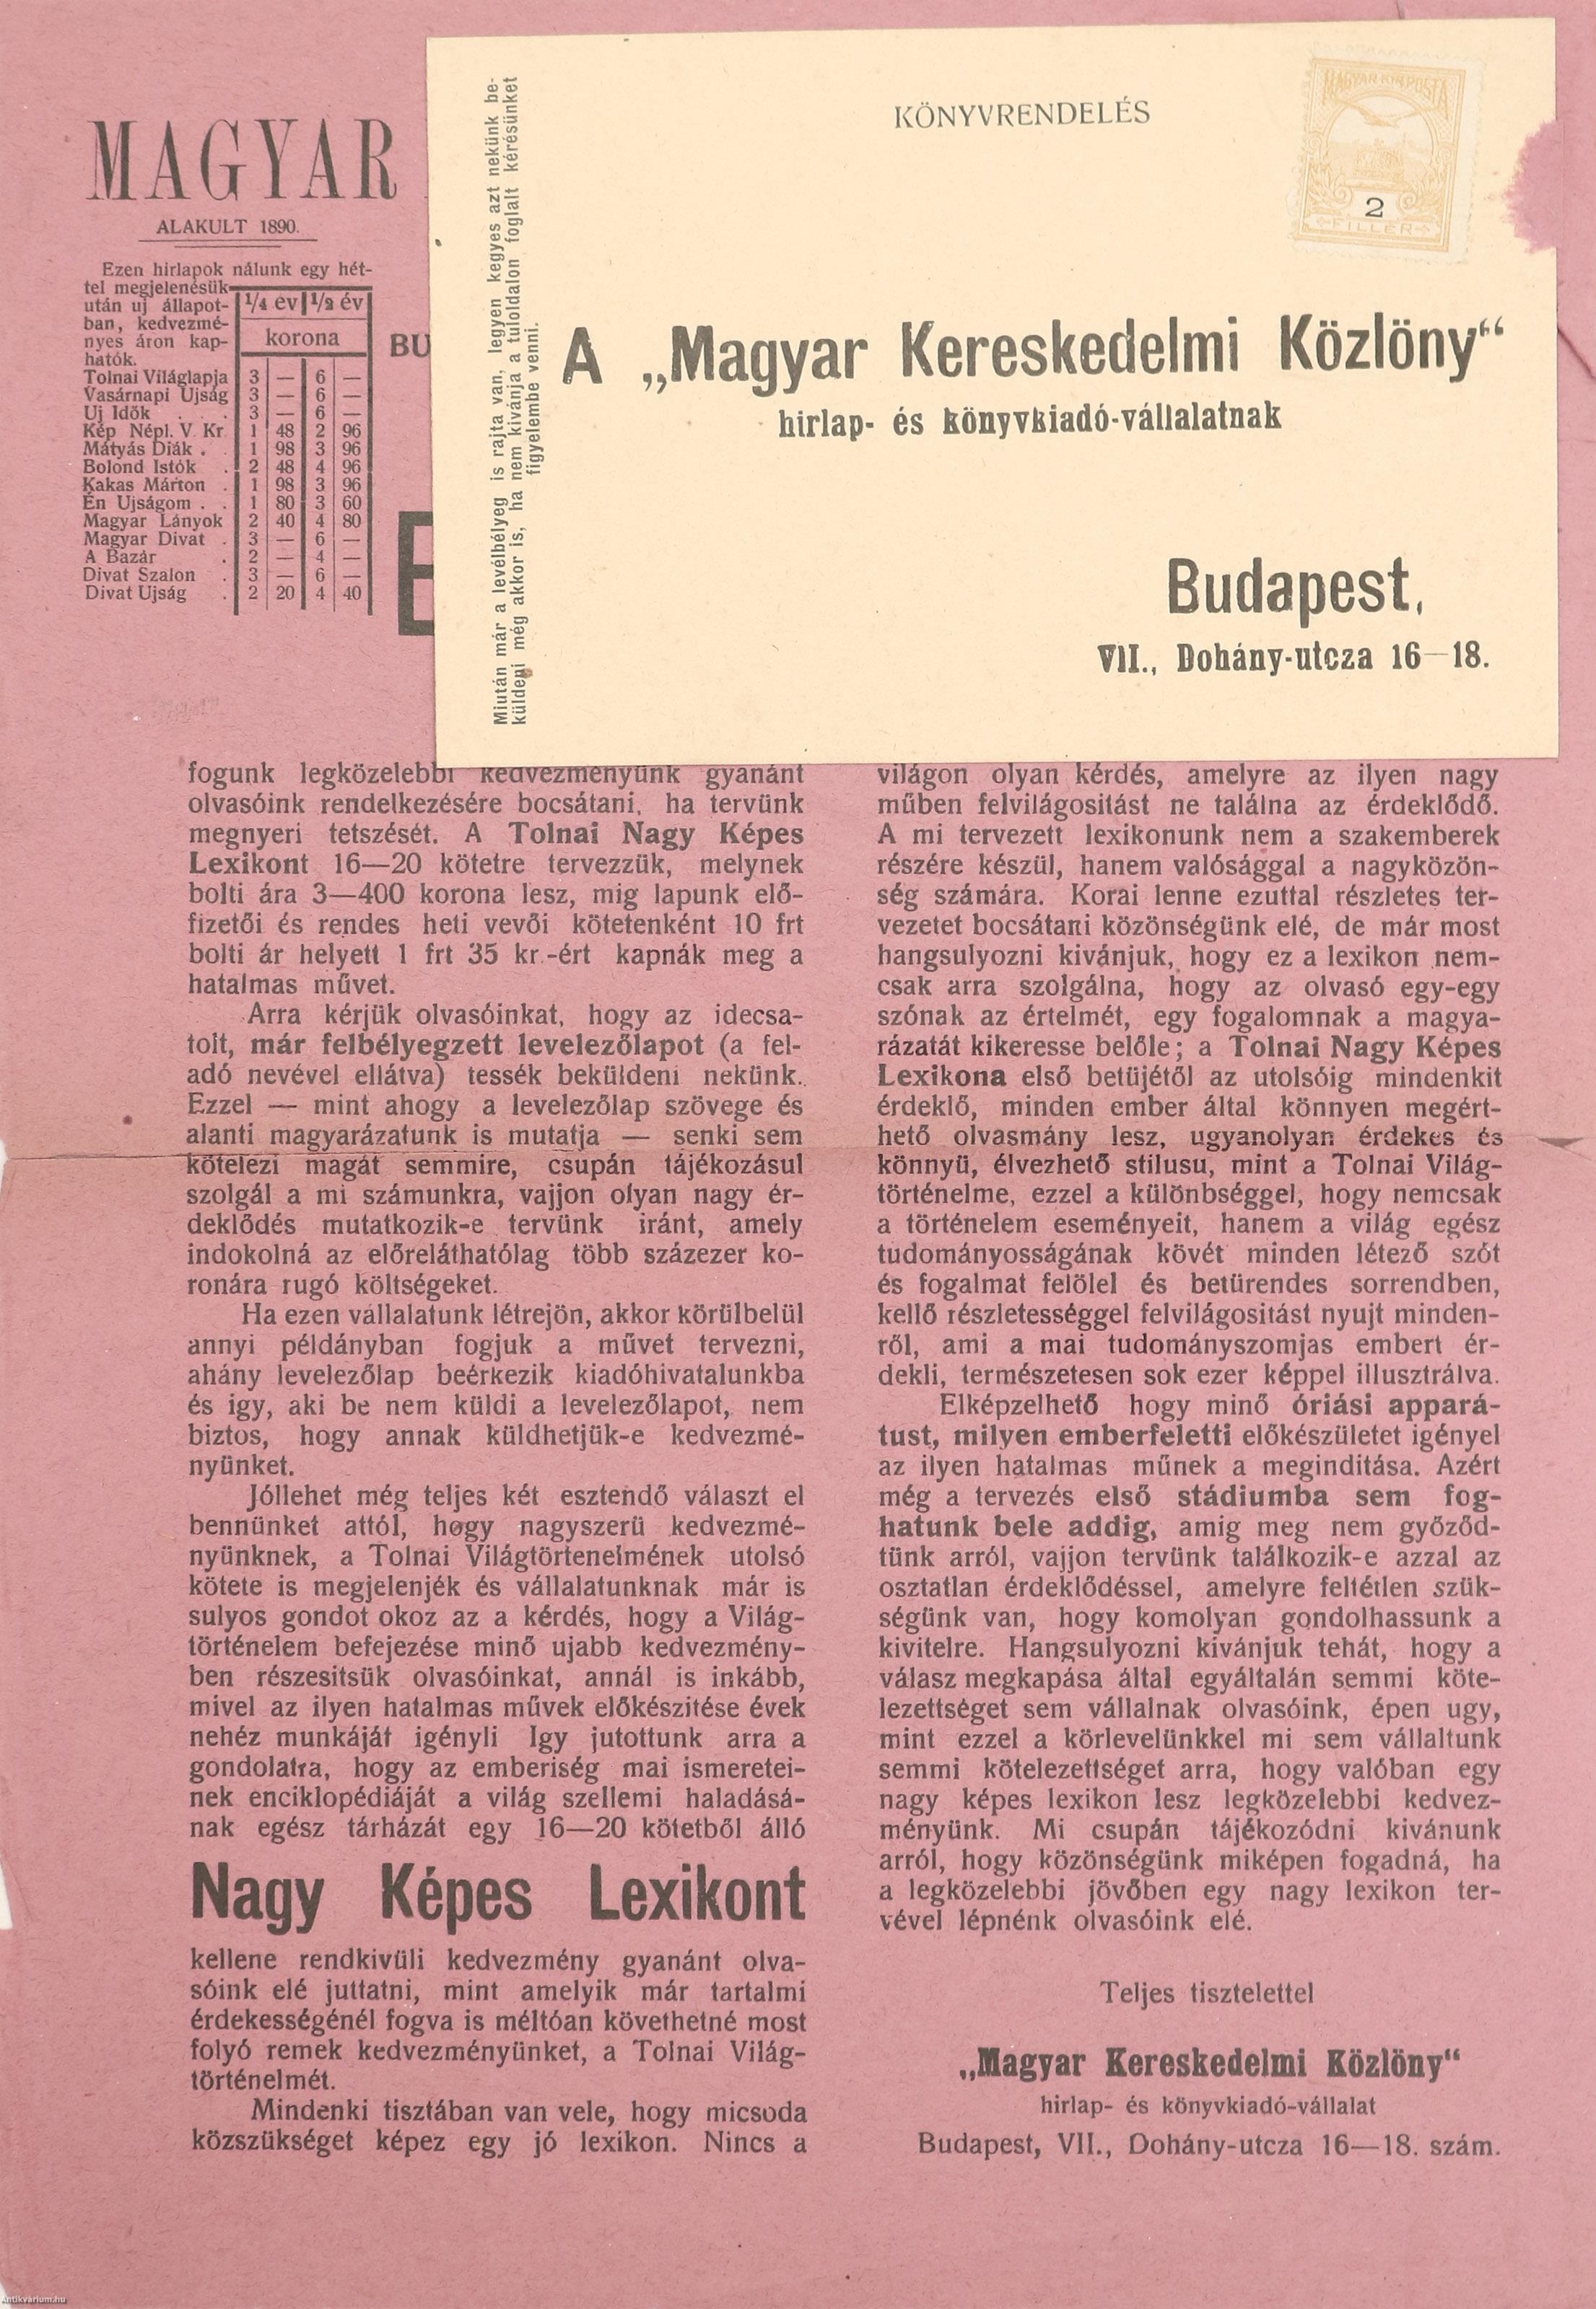 MAGYAR
ALAKULT 1890.
Ezen hirlapok nálunk egy hét-
tel megjelenésük
után uj állapot-
ban, kedvezmé-
nyes áron kap-
hatók.
1/4 év 1/2 év
korona
Tolnai Világlapja 3 — 6 —
Vasárnapi Ujság 3 — 6 —
Uj Idők . . . 3 — 6 —
Kép Népl. V. Kr. 1 48 2 96
Mátyás Diák . . 1 98 3 96
Bolond Istók . 2 48 4 96
Kakas Márton . 1 98 3 96
Én Ujságom . . 1 80 3 60
Magyar Lányok 2 40 4 80
Magyar Divat . 3 — 6 —
A Bazár . 2 — 4 —
Divat Szalon . 3 — 6 —
Divat Ujság . 2 20 4 40
BU
E
Miután már a levélbélyeg is rajta van, legyen kegyes azt nekünk be-
küldeni még akkor is, ha nem kivánja a tuloldalon foglalt kérésünket
figyelembe venni.
KÖNYVRENDELÉS
MAGYAR KIR. POSTA
2
FILLER
A „Magyar Kereskedelmi Közlöny“
hirlap- és könyvkiadó-vállalatnak
Budapest,
VII., Dohány-utcza 16—18.
fogunk legközelebbi kedvezményünk gyanánt
olvasóink rendelkezésére bocsátani, ha tervünk
megnyeri tetszését. A Tolnai Nagy Képes
Lexikont 16—20 kötetre tervezzük, melynek
bolti ára 3—400 korona lesz, mig lapunk elő-
fizetői és rendes heti vevői kötetenként 10 frt
bolti ár helyett 1 frt 35 kr.-ért kapnák meg a
hatalmas művet.
Arra kérjük olvasóinkat, hogy az idecsa-
tolt, már felbélyegzett levelezőlapot (a fel-
adó nevével ellátva) tessék beküldeni nekünk.
Ezzel — mint ahogy a levelezőlap szövege és
alanti magyarázatunk is mutatja — senki sem
kötelezi magát semmire, csupán tájékozásul
szolgál a mi számunkra, vajjon olyan nagy ér-
deklődés mutatkozik-e tervünk iránt, amely
indokolná az előreláthatólag több százezer ko-
ronára rugó költségeket.
Ha ezen vállalatunk létrejön, akkor körülbelül
annyi példányban fogjuk a művet tervezni,
ahány levelezőlap beérkezik kiadóhivatalunkba
és igy, aki be nem küldi a levelezőlapot, nem
biztos, hogy annak küldhetjük-e kedvezmé-
nyünket.
Jóllehet még teljes két esztendő választ el
bennünket attól, hogy nagyszerü kedvezmé-
nyünknek, a Tolnai Világtörtenelmének utolsó
kötete is megjelenjék és vállalatunknak már is
sulyos gondot okoz az a kérdés, hogy a Világ-
történelem befejezése minő ujabb kedvezmény-
ben részesitsük olvasóinkat, annál is inkább,
mivel az ilyen hatalmas művek előkészitése évek
nehéz munkáját igényli Igy jutottunk arra a
gondolatra, hogy az emberiség mai ismeretei-
nek enciklopédiáját a világ szellemi haladásá-
nak egész tárházát egy 16—20 kötetből álló
Nagy Képes Lexikont
kellene rendkivüli kedvezmény gyanánt olva-
sóink elé juttatni, mint amelyik már tartalmi
érdekességénél fogva is méltóan követhetné most
folyó remek kedvezményünket, a Tolnai Világ-
történelmét.
Mindenki tisztában van vele, hogy micsoda
közszükséget képez egy jó lexikon. Nincs a
világon olyan kérdés, amelyre az ilyen nagy
műben felvilágositást ne találna az érdeklődő.
A mi tervezett lexikonunk nem a szakemberek
részére készül, hanem valósággal a nagyközön-
ség számára. Korai lenne ezuttal részletes ter-
vezetet bocsátani közönségünk elé, de már most
hangsulyozni kivánjuk, hogy ez a lexikon nem-
csak arra szolgálna, hogy az olvasó egy-egy
szónak az értelmét, egy fogalomnak a magya-
rázatát kikeresse belőle; a Tolnai Nagy Képes
Lexikona első betüjétől az utolsóig mindenkit
érdeklő, minden ember által könnyen megért-
hető olvasmány lesz, ugyanolyan érdekes és
könnyü, élvezhető stilusu, mint a Tolnai Világ-
történelme, ezzel a különbséggel, hogy nemcsak
a történelem eseményeit, hanem a világ egész
tudományosságának kövét minden létező szót
és fogalmat felölel és betürendes sorrendben,
kellő részletességgel felvilágositást nyujt minden-
ről, ami a mai tudományszomjas embert ér-
dekli, természetesen sok ezer képpel illusztrálva.
Elképzelhető hogy minő óriási appará-
tust, milyen emberfeletti előkészületet igényel
az ilyen hatalmas műnek a meginditása. Azért
még a tervezés első stádiumba sem fog-
hatunk bele addig, amig meg nem győződ-
tünk arról, vajjon tervünk találkozik-e azzal az
osztatlan érdeklődéssel, amelyre feltétlen szük-
ségünk van, hogy komolyan gondolhassunk a
kivitelre. Hangsulyozni kivánjuk tehát, hogy a
válasz megkapása által egyáltalán semmi köte-
lezettséget sem vállalnak olvasóink, épen ugy,
mint ezzel a körlevelünkkel mi sem vállaltunk
semmi kötelezettséget arra, hogy valóban egy
nagy képes lexikon lesz legközelebbi kedvez-
ményünk. Mi csupán tájékozódni kivánunk
arról, hogy közönségünk miképen fogadná, ha
a legközelebbi jövőben egy nagy lexikon ter-
vével lépnénk olvasóink elé.
Teljes tisztelettel
„Magyar Kereskedelmi Közlöny“
hirlap- és könyvkiadó-vállalat
Budapest, VII., Dohány-utcza 16—18. szám.
Antikvárium.hu